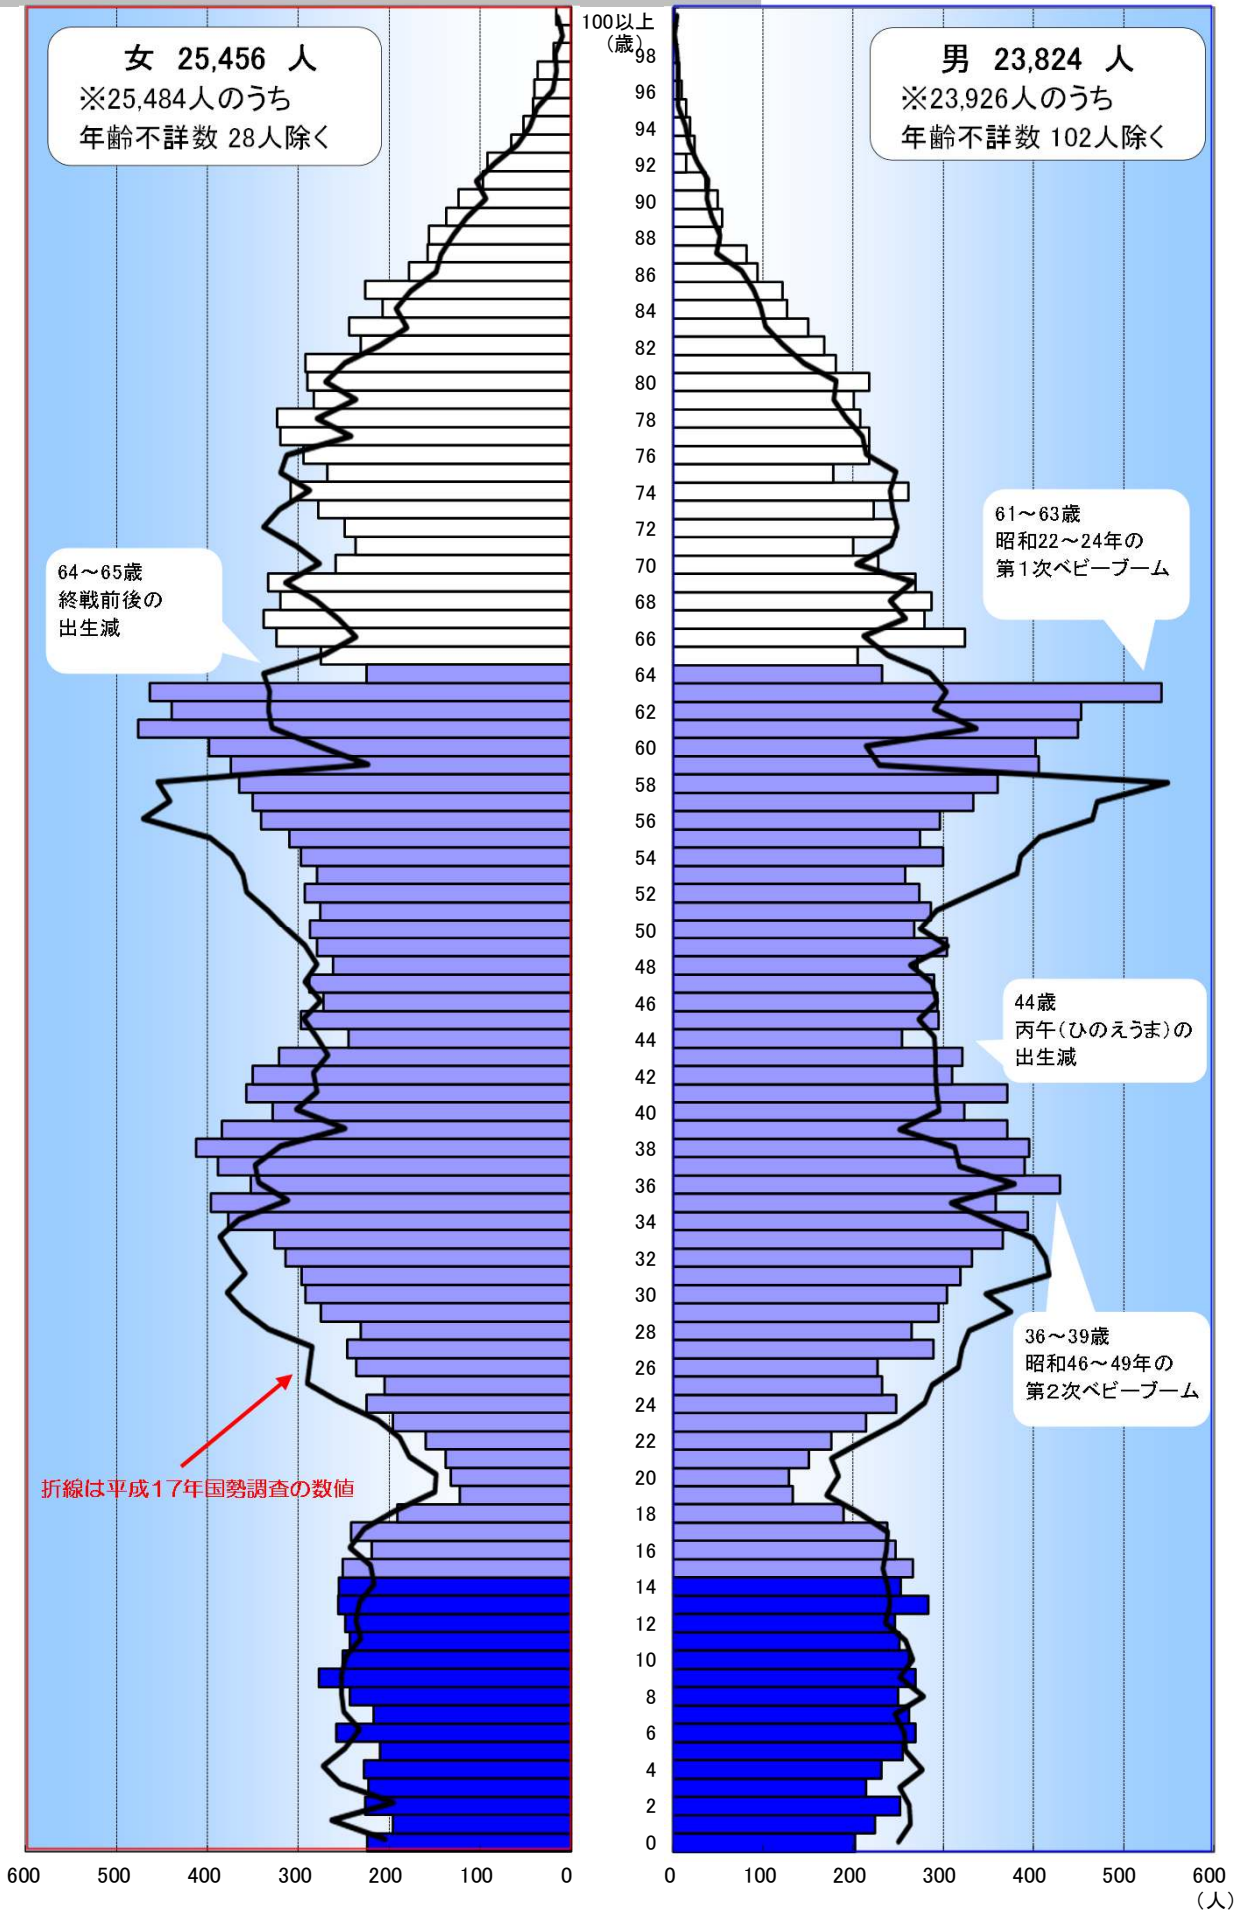 女 25,456 人
※25,484人のうち
年齢不詳数 28人除く
100以上
(歳)
男 23,824 人
※23,926人のうち
年齢不詳数 102人除く
98
96
94
92
90
88
86
84
82
80
78
76
74
72
70
68
66
64
62
60
58
56
54
52
50
48
46
44
42
40
38
36
34
32
30
28
26
24
22
20
18
16
14
12
10
8
6
4
2
0
61～63歳
昭和22～24年の
第1次ベビーブーム
64～65歳
終戦前後の
出生減
44歳
丙午(ひのえうま)の
出生減
36～39歳
昭和46～49年の
第2次ベビーブーム
折線は平成17年国勢調査の数値
600 500 400 300 200 100 0
0 100 200 300 400 500 600
(人)